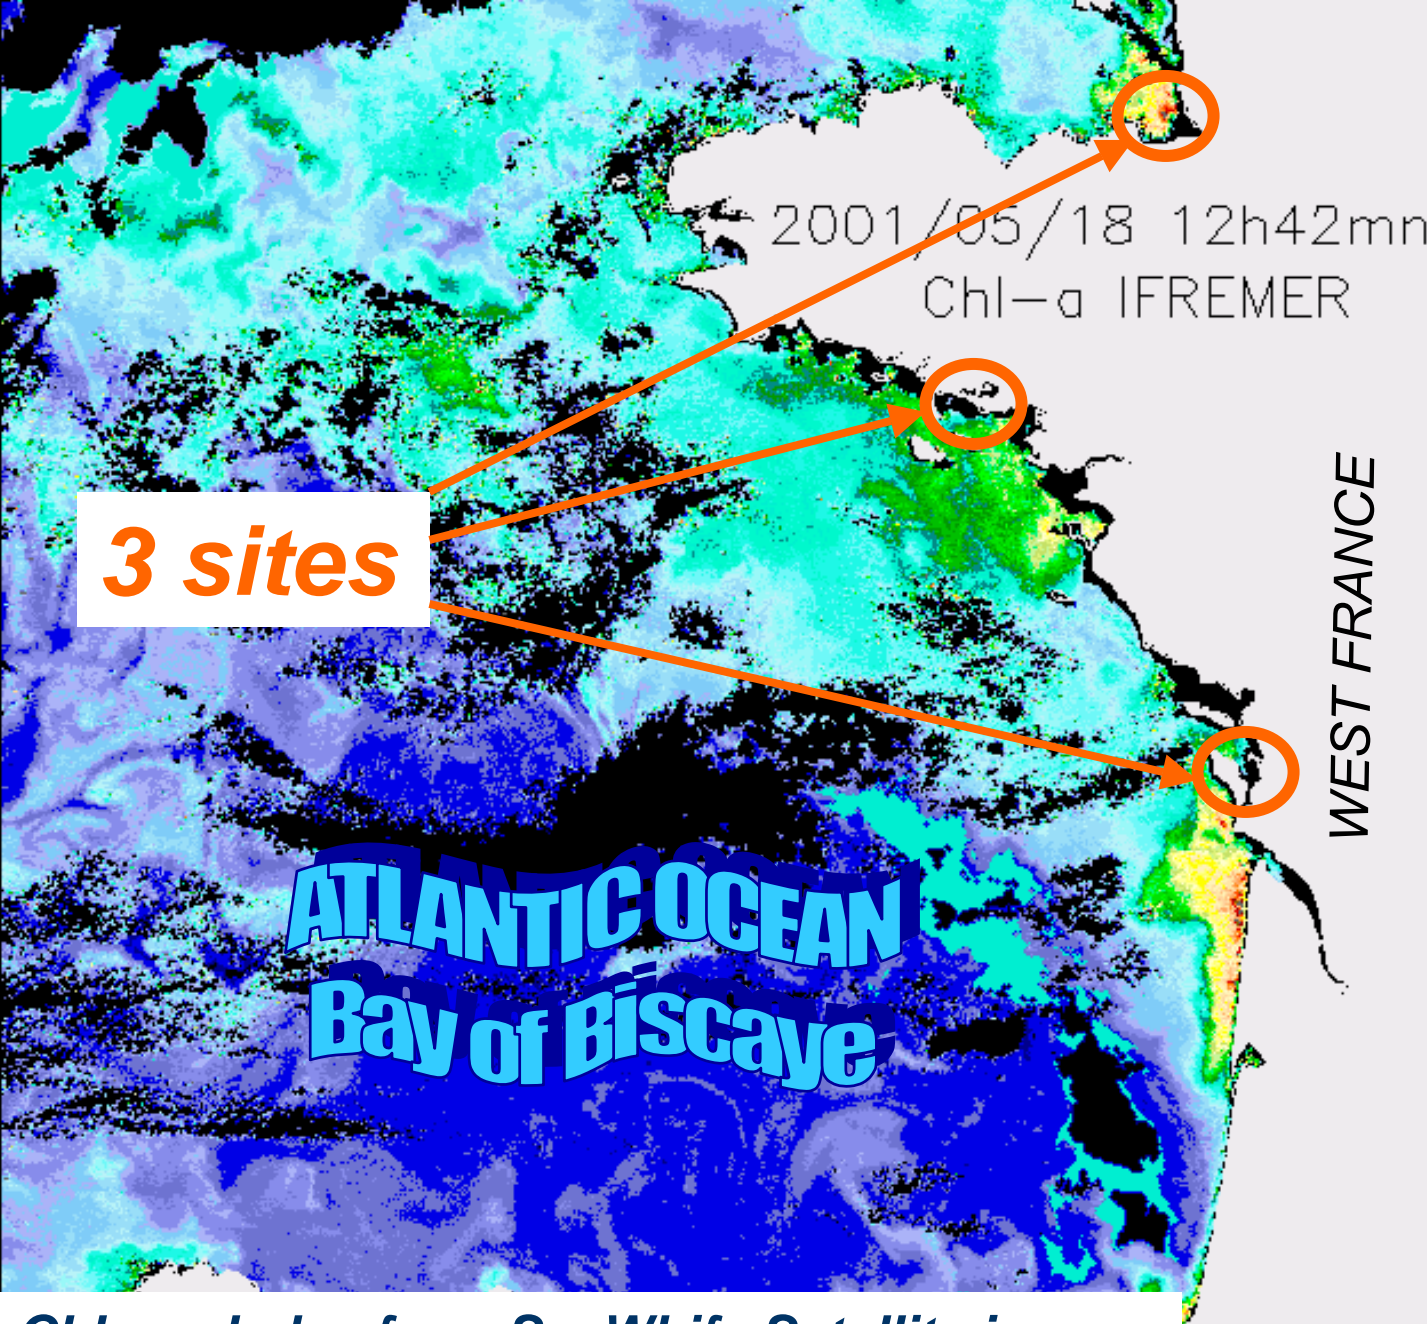 2001/05/18 12h42mn
Chl-a IFREMER
3 sites
WEST FRANCE
ATLANTIC OCEAN
Bay of Biscaye